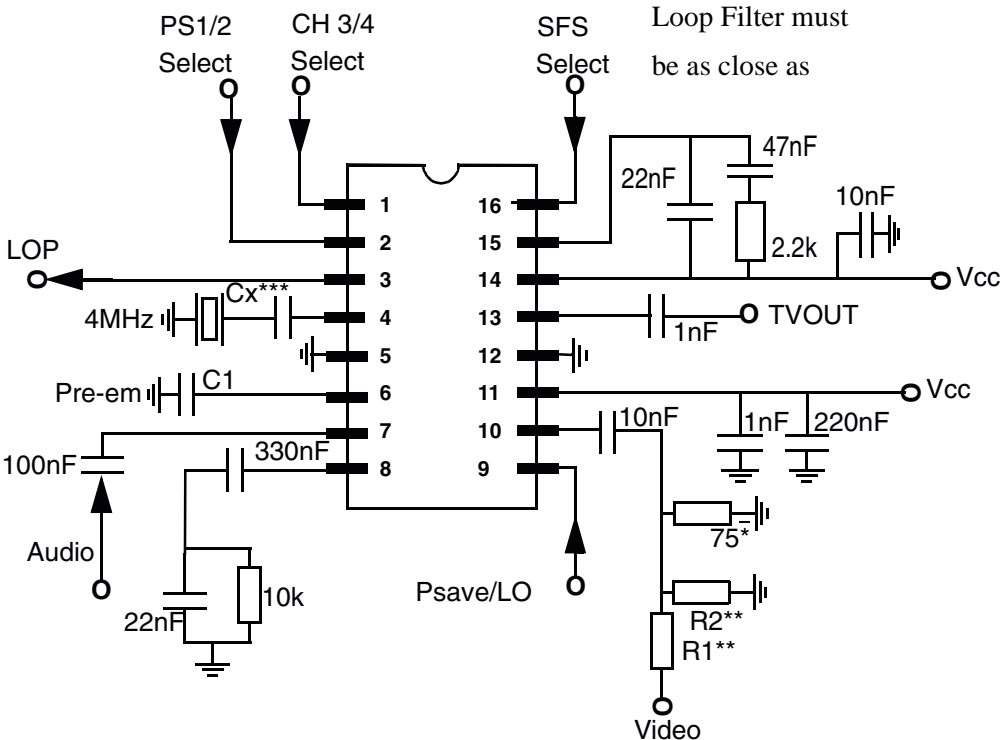 PS1/2
Select
CH 3/4
Select
SFS
Select
Loop Filter must
be as close as
47nF
22nF
10nF
2.2k
1 16
2 15
3 14
4 13
5 12
6 11
7 10
8 9
LOP
Vcc
Cx***
4MHz
1nF
TVOUT
Pre-em
C1
Vcc
10nF
1nF
220nF
100nF
330nF
75*
Audio
10k
22nF
Psave/LO
R2**
R1**
Video